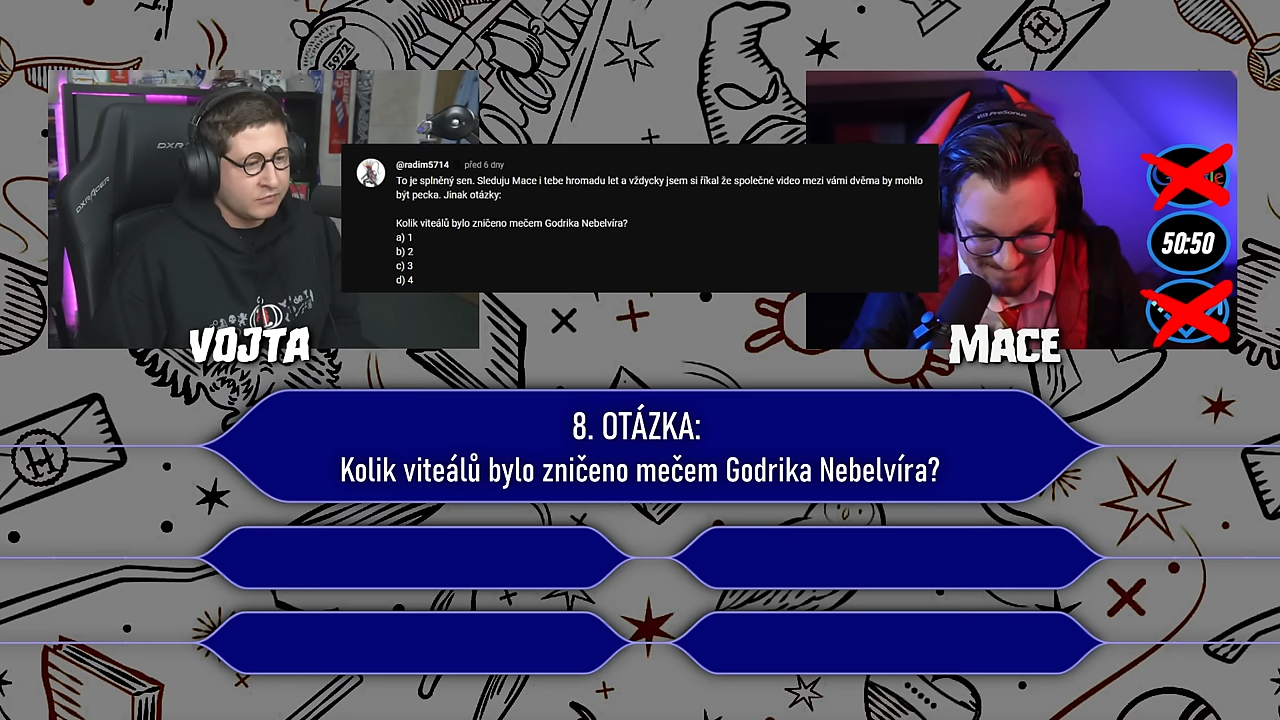 DXRACER
PreSonus
@radim5714 před 6 dny
To je splněný sen. Sleduju Mace i tebe hromadu let a vždycky jsem si říkal že společné video mezi vámi dvěma by mohlo
být pecka. Jinak otázky:
Kolik viteálů bylo zničeno mečem Godrika Nebelvíra?
a) 1
b) 2
c) 3
d) 4
50:50
VOJTA
MACE
8. OTÁZKA:
Kolik viteálů bylo zničeno mečem Godrika Nebelvíra?
H
H